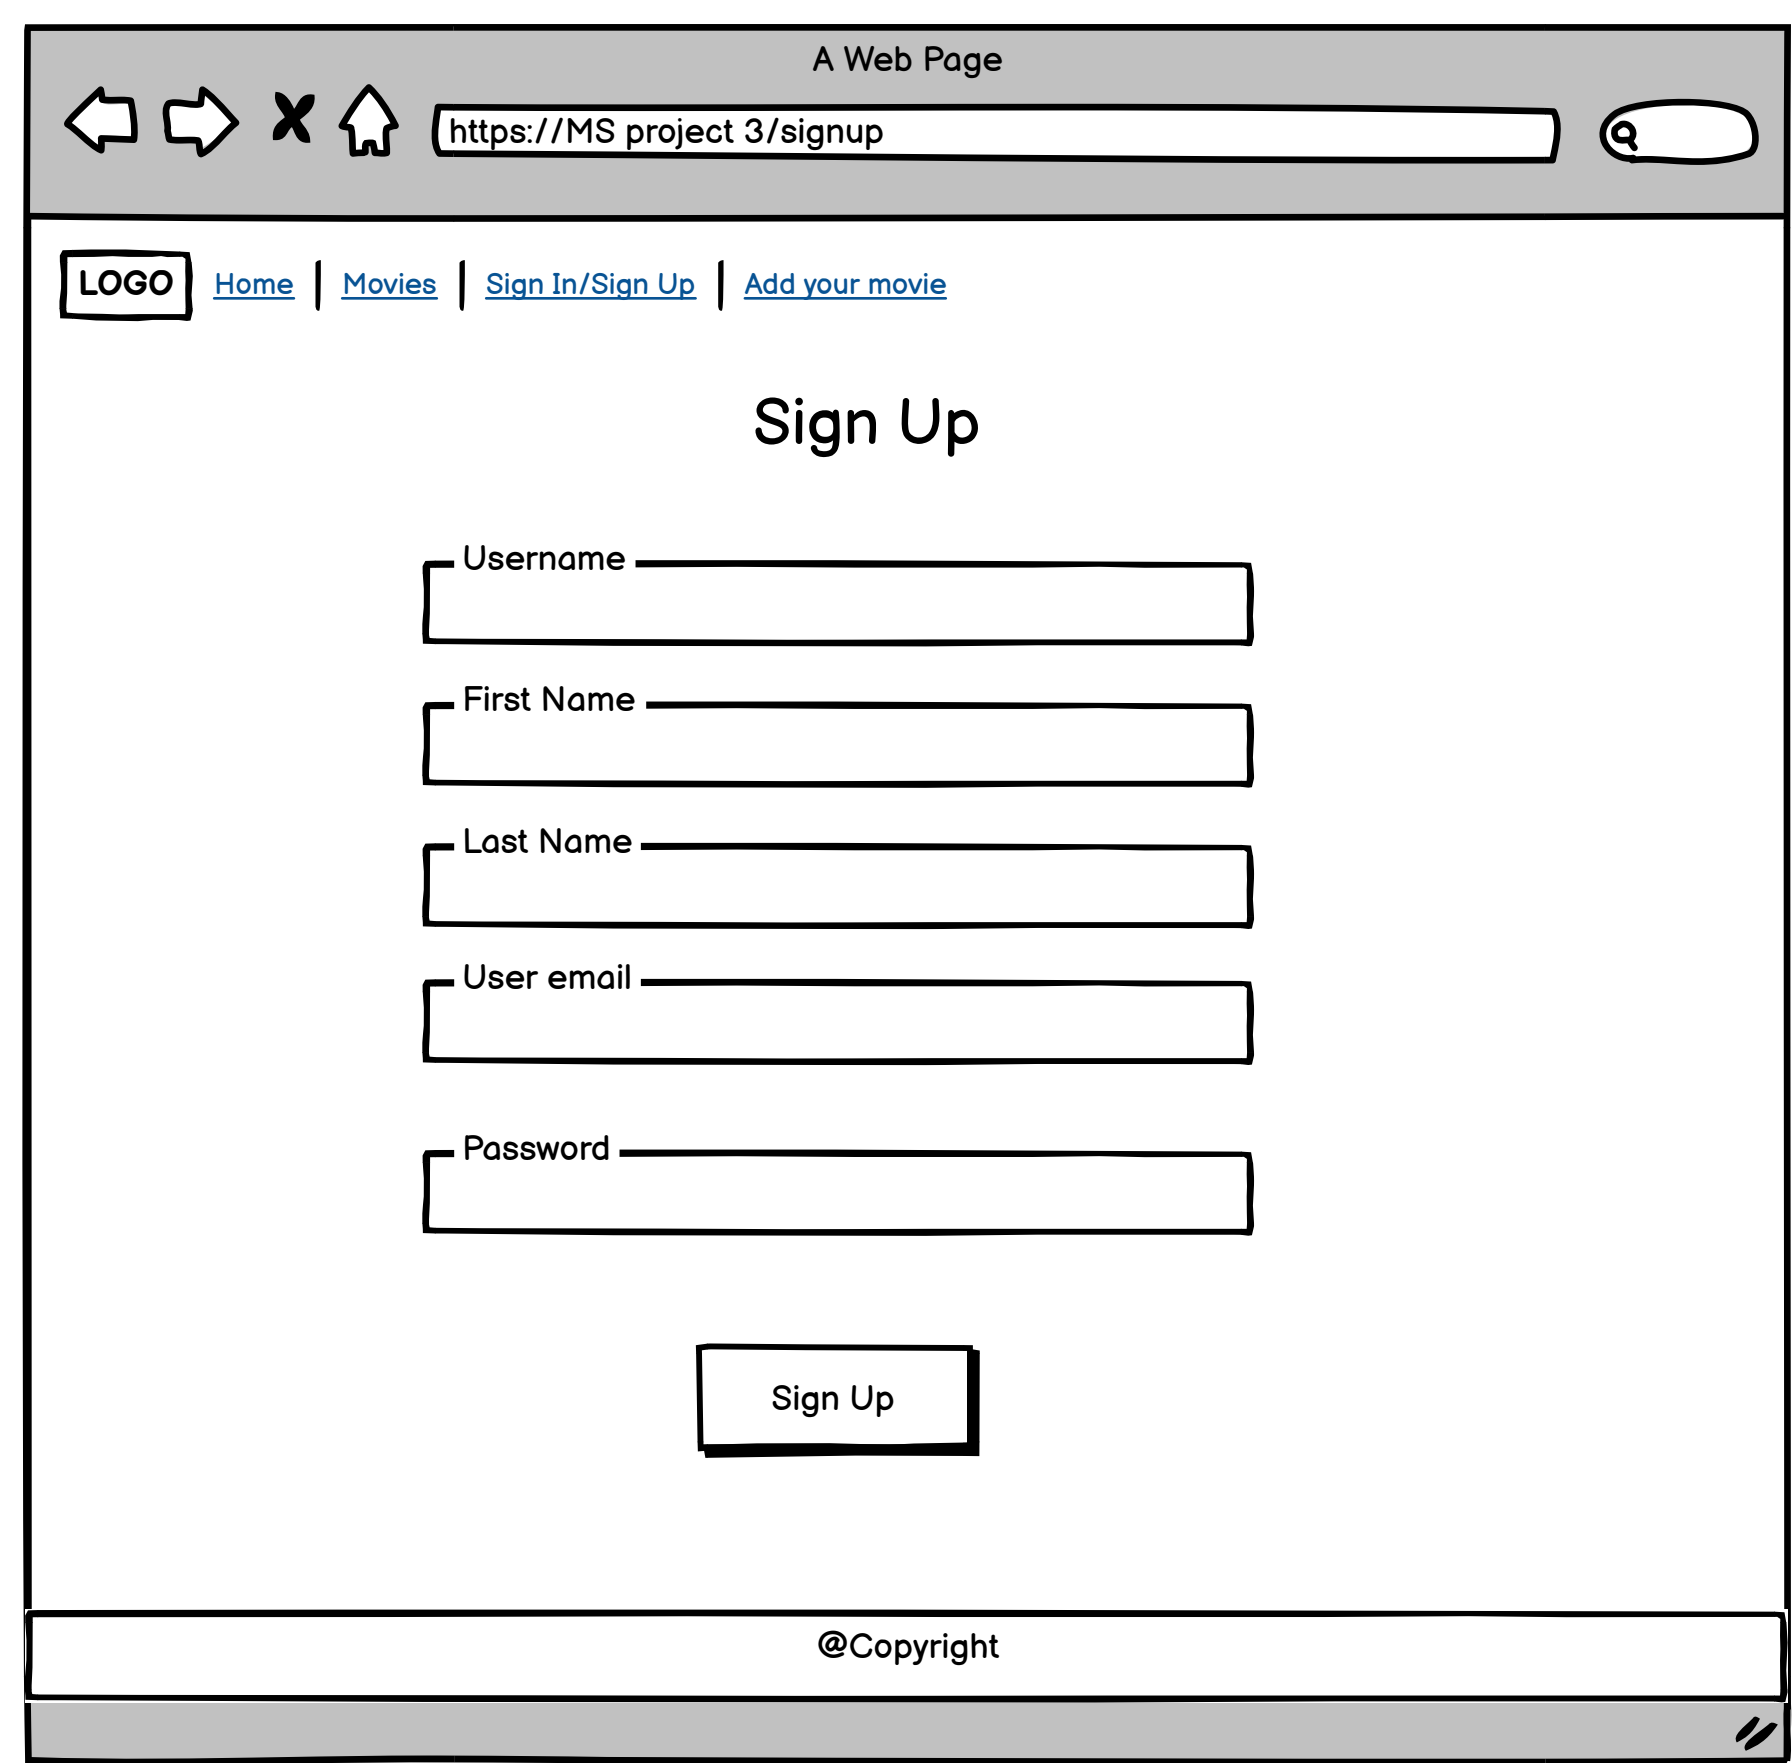 A Web Page
https://MS project 3/signup
LOGO Home Movies Sign In/Sign Up Add your movie
Sign Up
Username
First Name
Last Name
User email
Password
Sign Up
@Copyright